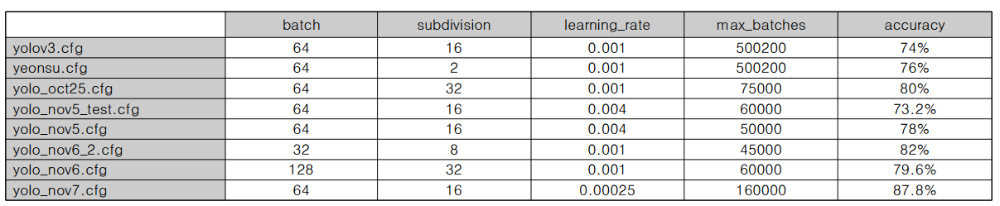 batch subdivision learning_rate max_batches accuracy
yolov3.cfg 64 16 0.001 500200 74%
yeonsu.cfg 64 2 0.001 500200 76%
yolo_oct25.cfg 64 32 0.001 75000 80%
yolo_nov5_test.cfg 64 16 0.004 60000 73.2%
yolo_nov5.cfg 64 16 0.004 50000 78%
yolo_nov6_2.cfg 32 8 0.001 45000 82%
yolo_nov6.cfg 128 32 0.001 60000 79.6%
yolo_nov7.cfg 64 16 0.00025 160000 87.8%